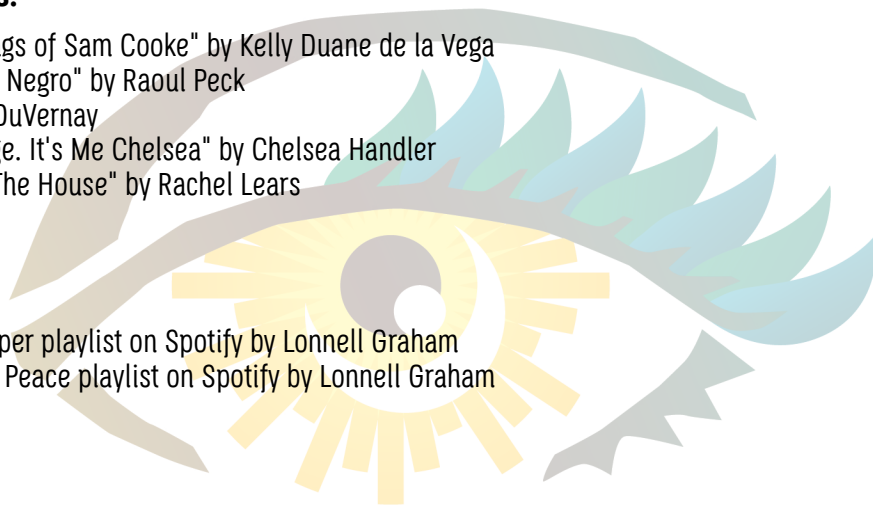 gs of Sam Cooke" by Kelly Duane de la Vega
Negro" by Raoul Peck
DuVernay
e. It's Me Chelsea" by Chelsea Handler
The House" by Rachel Lears
per playlist on Spotify by Lonnell Graham
Peace playlist on Spotify by Lonnell Graham